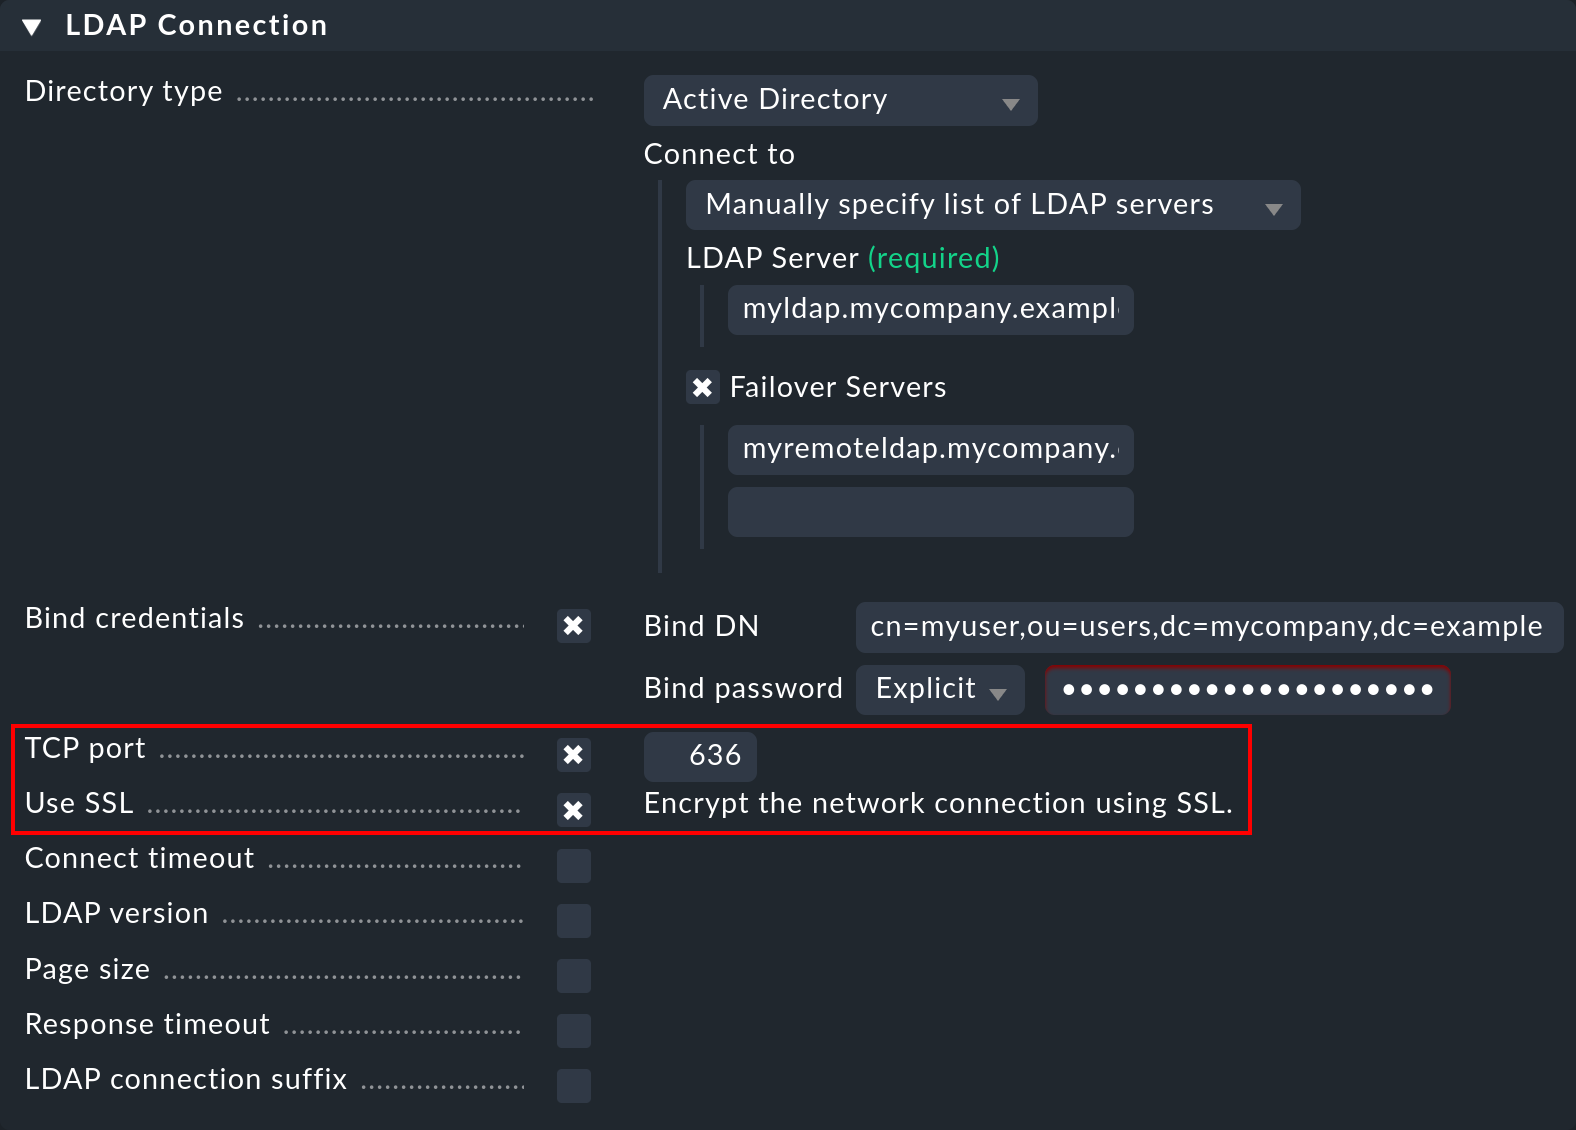 LDAP Connection
Directory type
Active Directory
Connect to
Manually specify list of LDAP servers
LDAP Server (required)
myldap.mycompany.exampl
Failover Servers
myremoteldap.mycompany.
Bind credentials
Bind DN
cn=myuser,ou=users,dc=mycompany,dc=example
Bind password
Explicit
TCP port
636
Use SSL
Encrypt the network connection using SSL.
Connect timeout
LDAP version
Page size
Response timeout
LDAP connection suffix